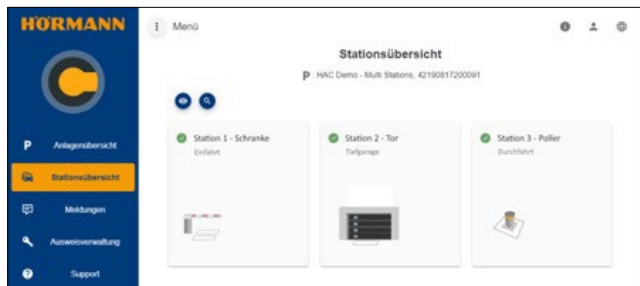 HÖRMANN
Menü
Stationsübersicht
P HAC Demo - Multi Stations, 42190817200091
P Anlagenübersicht
Stationsübersicht
Meldungen
Ausweisverwaltung
Support
Station 1 - Schranke
Einfahrt
Station 2 - Tor
Tiefgarage
Station 3 - Poller
Durchfahrt